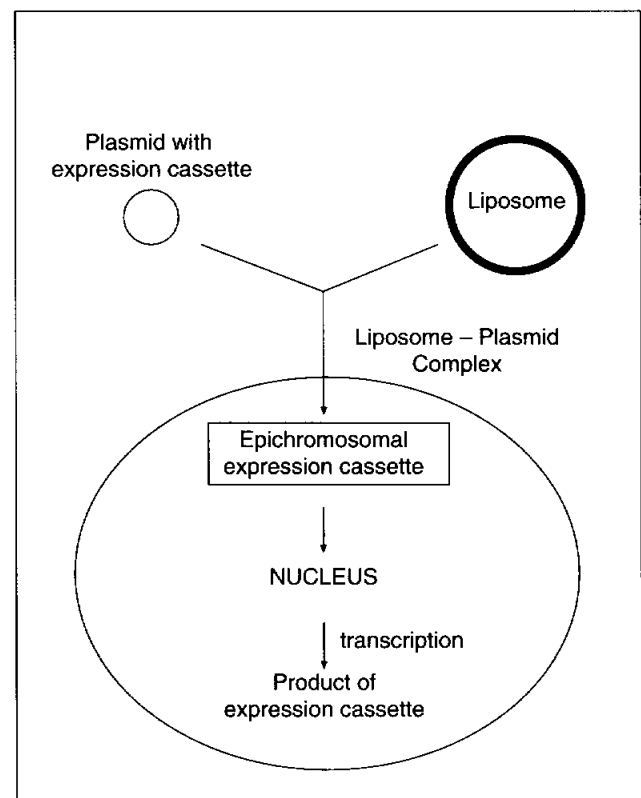 Plasmid with
expression cassette
Liposome
Liposome – Plasmid
Complex
Epichromosomal
expression cassette
NUCLEUS
transcription
Product of
expression cassette